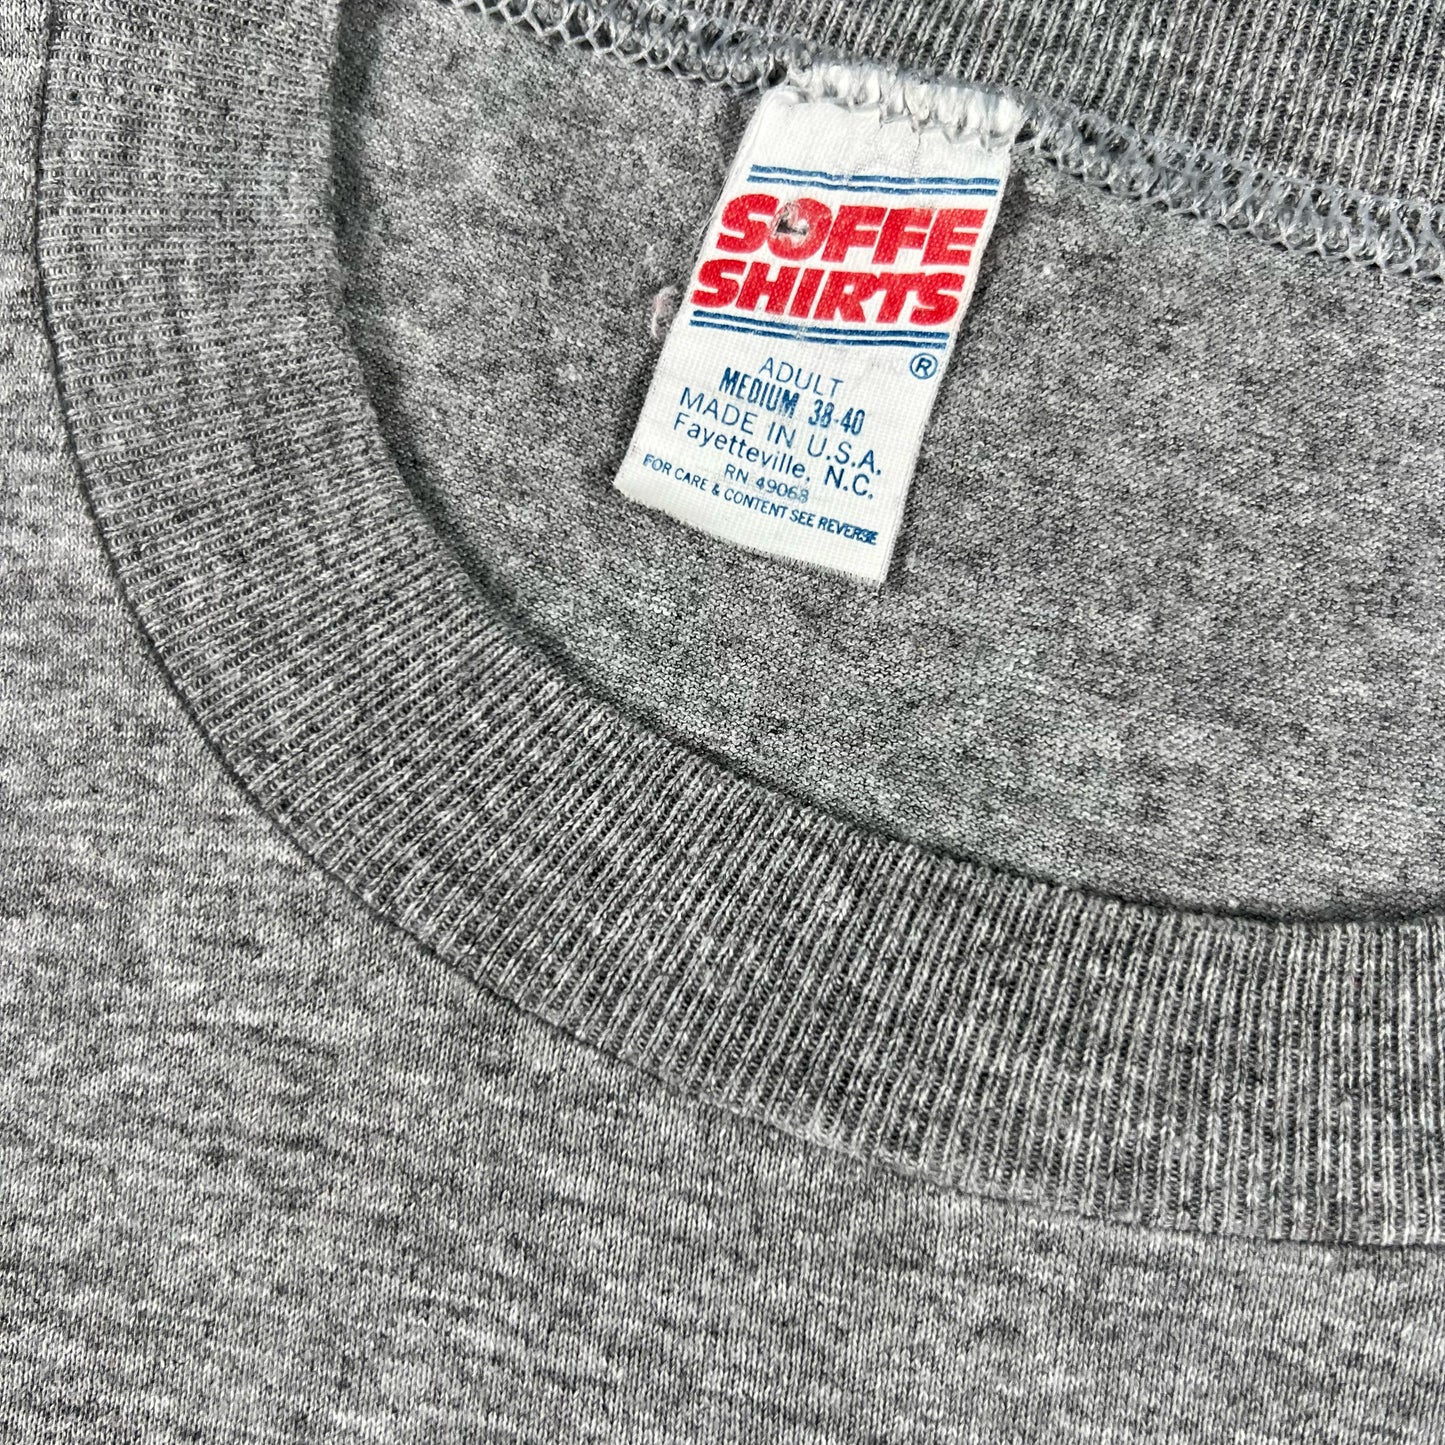 SOFFE
SHIRTS
®
ADULT
MEDIUM 38-40
MADE IN U.S.A.
Fayetteville, N.C.
RN 49068
FOR CARE & CONTENT SEE REVERSE